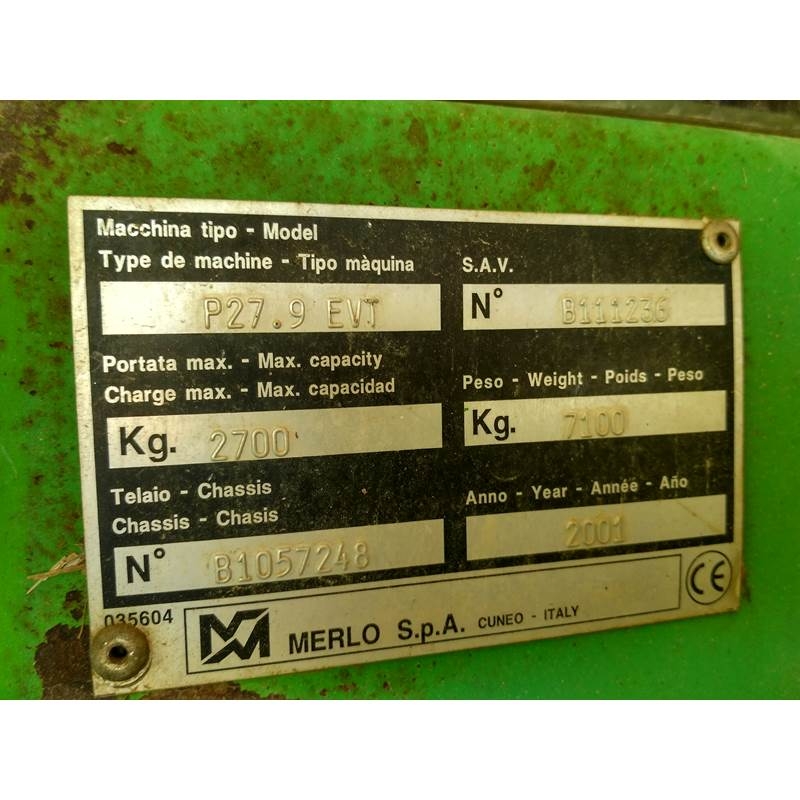 Macchina tipo - Model
Type de machine - Tipo màquina
P27.9 EVT
S.A.V.
N° B111236
Portata max. - Max. capacity
Charge max. - Max. capacidad
Kg. 2700
Peso - Weight - Poids - Peso
Kg. 7100
Telaio - Chassis
Chassis - Chasis
N° B1057248
Anno - Year - Année - Año
2001
035604
MERLO S.p.A. CUNEO - ITALY
CE